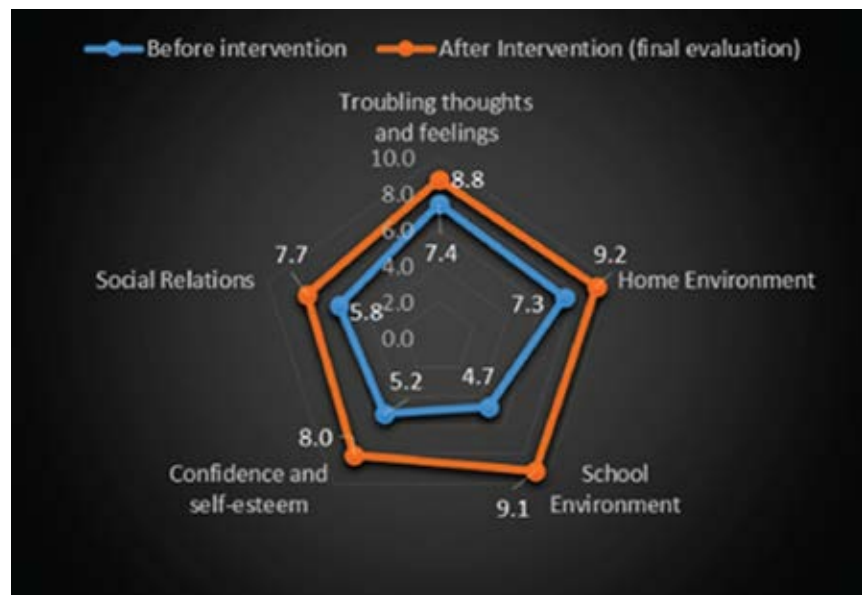 Before intervention
After Intervention (final evaluation)
Troubling thoughts
and feelings
10.0
8.8
8.0
6.0
7.4
4.0
2.0
0.0
9.2
Home Environment
7.3
7.7
Social Relations
5.8
5.2
4.7
8.0
Confidence and
self-esteem
School
Environment
9.1